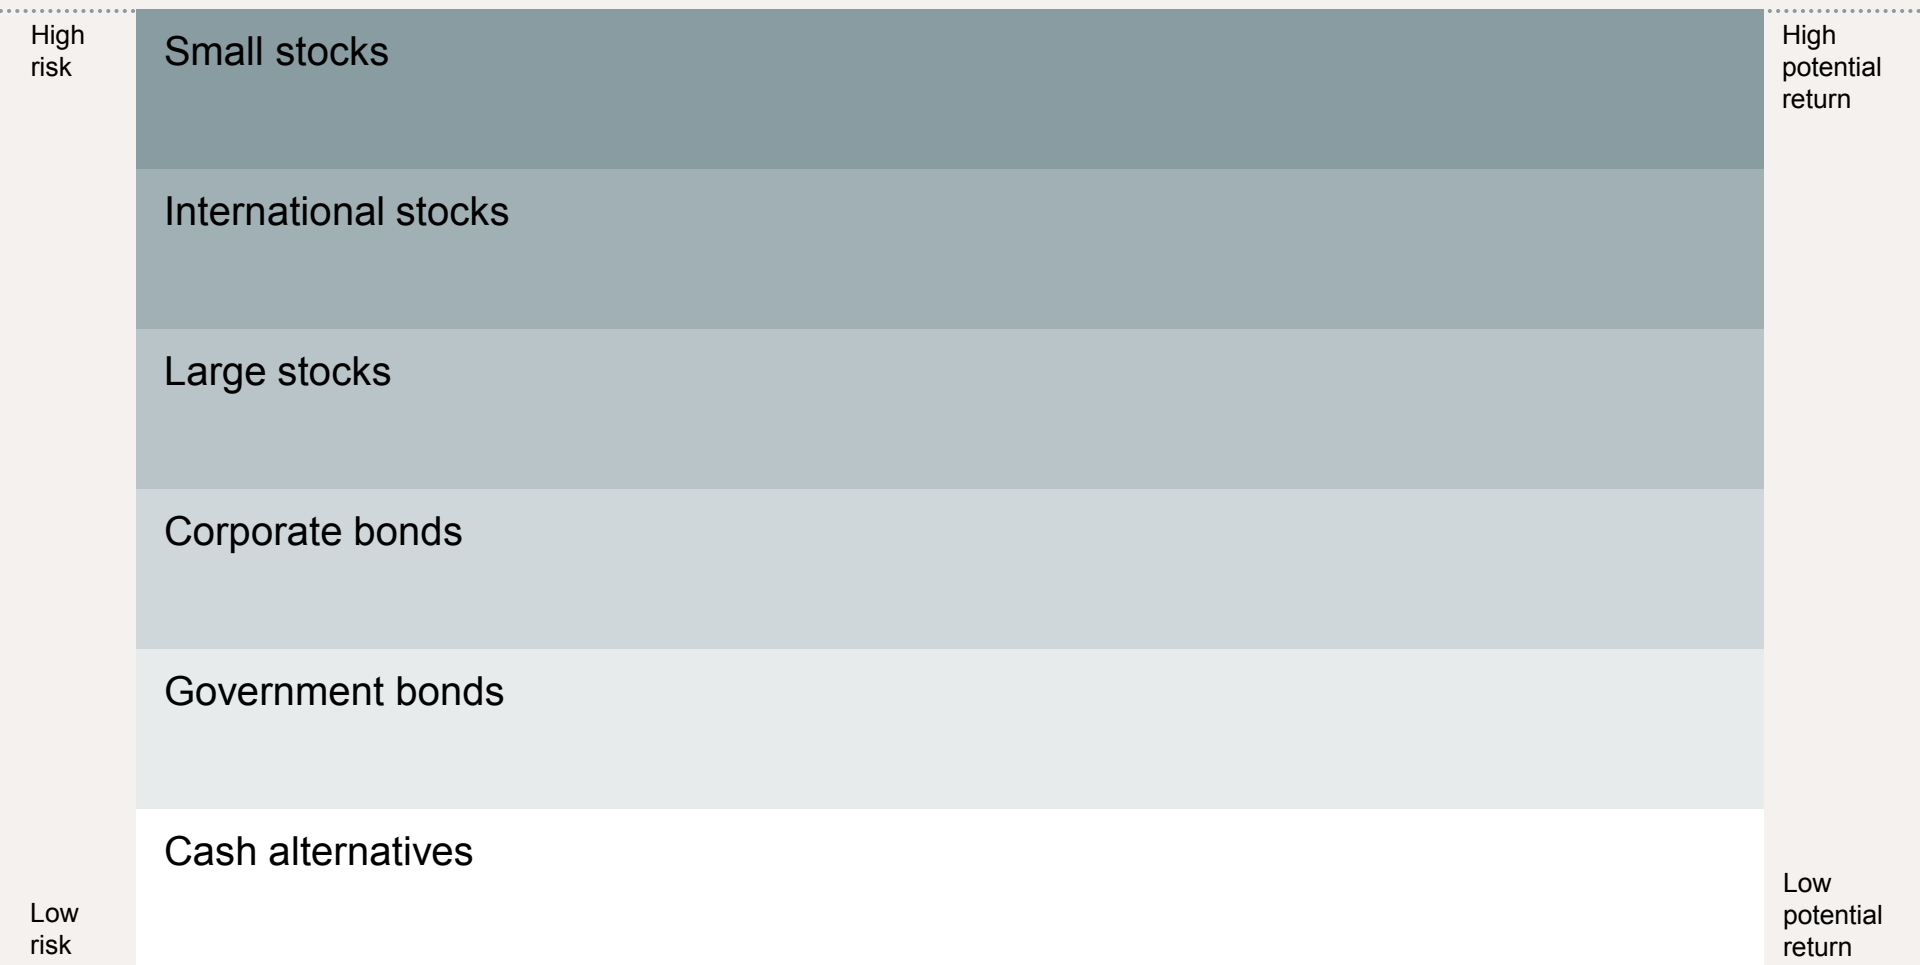 High
risk
Small stocks
High
potential
return
International stocks
Large stocks
Corporate bonds
Government bonds
Cash alternatives
Low
risk
Low
potential
return